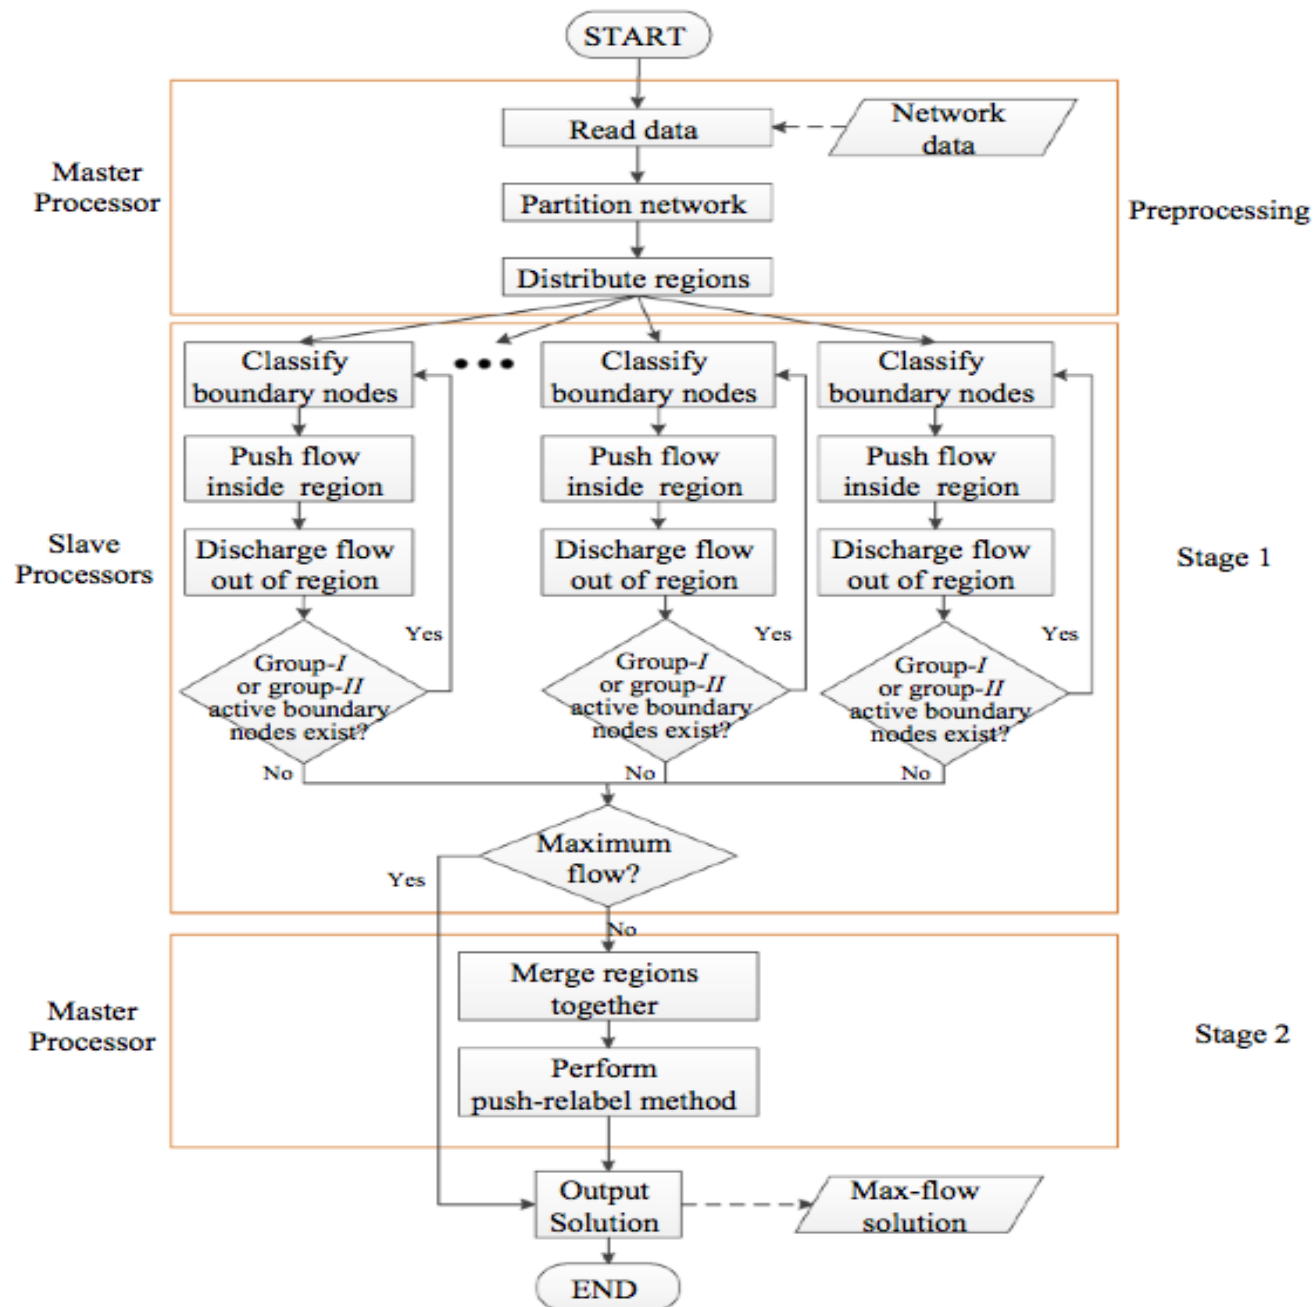 START
Read data
Network
data
Master
Processor
Partition network
Preprocessing
Distribute regions
Classify
boundary nodes
Classify
boundary nodes
Classify
boundary nodes
Push flow
inside region
Push flow
inside region
Push flow
inside region
Slave
Processors
Discharge flow
out of region
Discharge flow
out of region
Discharge flow
out of region
Stage 1
Yes
Yes
Yes
Group-I
or group-II
active boundary
nodes exist?
Group-I
or group-II
active boundary
nodes exist?
Group-I
or group-II
active boundary
nodes exist?
No
No
No
Maximum
flow?
Yes
No
Master
Processor
Merge regions
together
Stage 2
Perform
push-relabel method
Output
Solution
Max-flow
solution
END